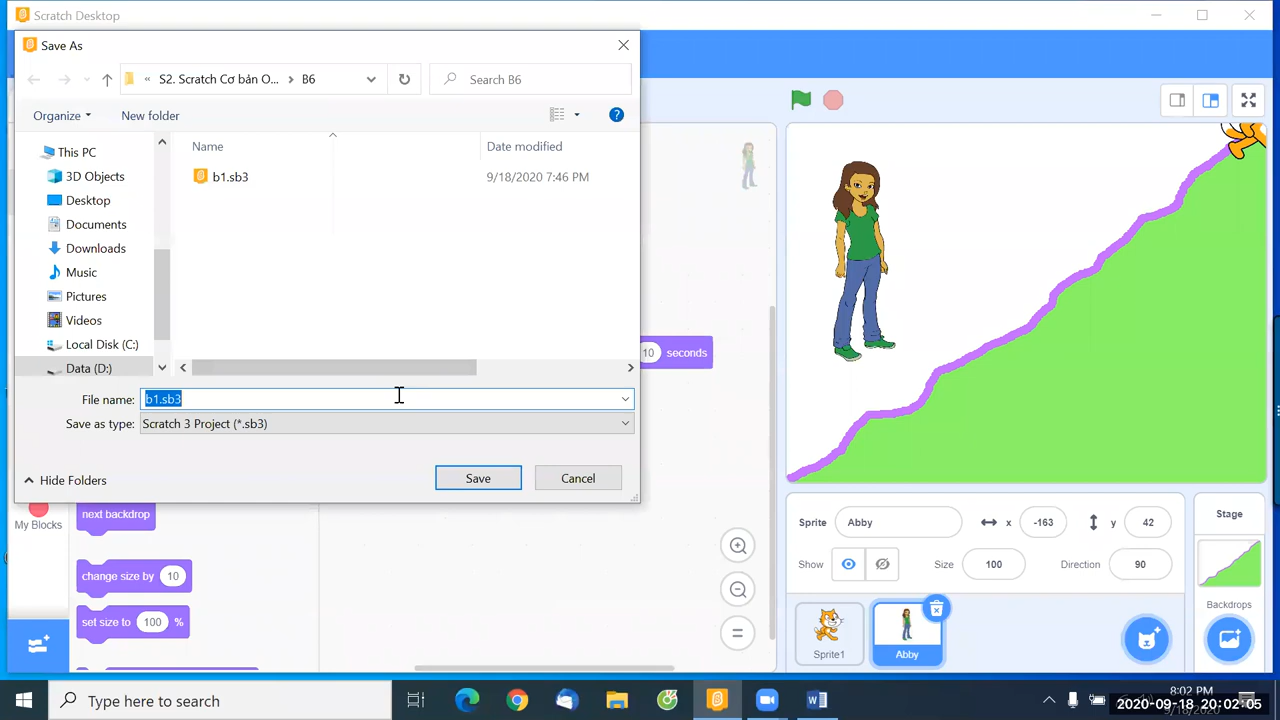 Scratch Desktop
Save As
« S2. Scratch Cơ bản O... > B6
Search B6
Organize
New folder
?
Name
Date modified
b1.sb3
9/18/2020 7:46 PM
This PC
3D Objects
Desktop
Documents
Downloads
Music
Pictures
Videos
Local Disk (C:)
Data (D:)
File name:
b1.sb3
Save as type:
Scratch 3 Project (*.sb3)
Hide Folders
Save
Cancel
10 seconds
My Blocks
next backdrop
change size by 10
set size to 100 %
Sprite
Abby
x
-163
y
42
Show
Size
100
Direction
90
Sprite1
Abby
Stage
Backdrops
Type here to search
8:02 PM
2020-09-18 20:02:05